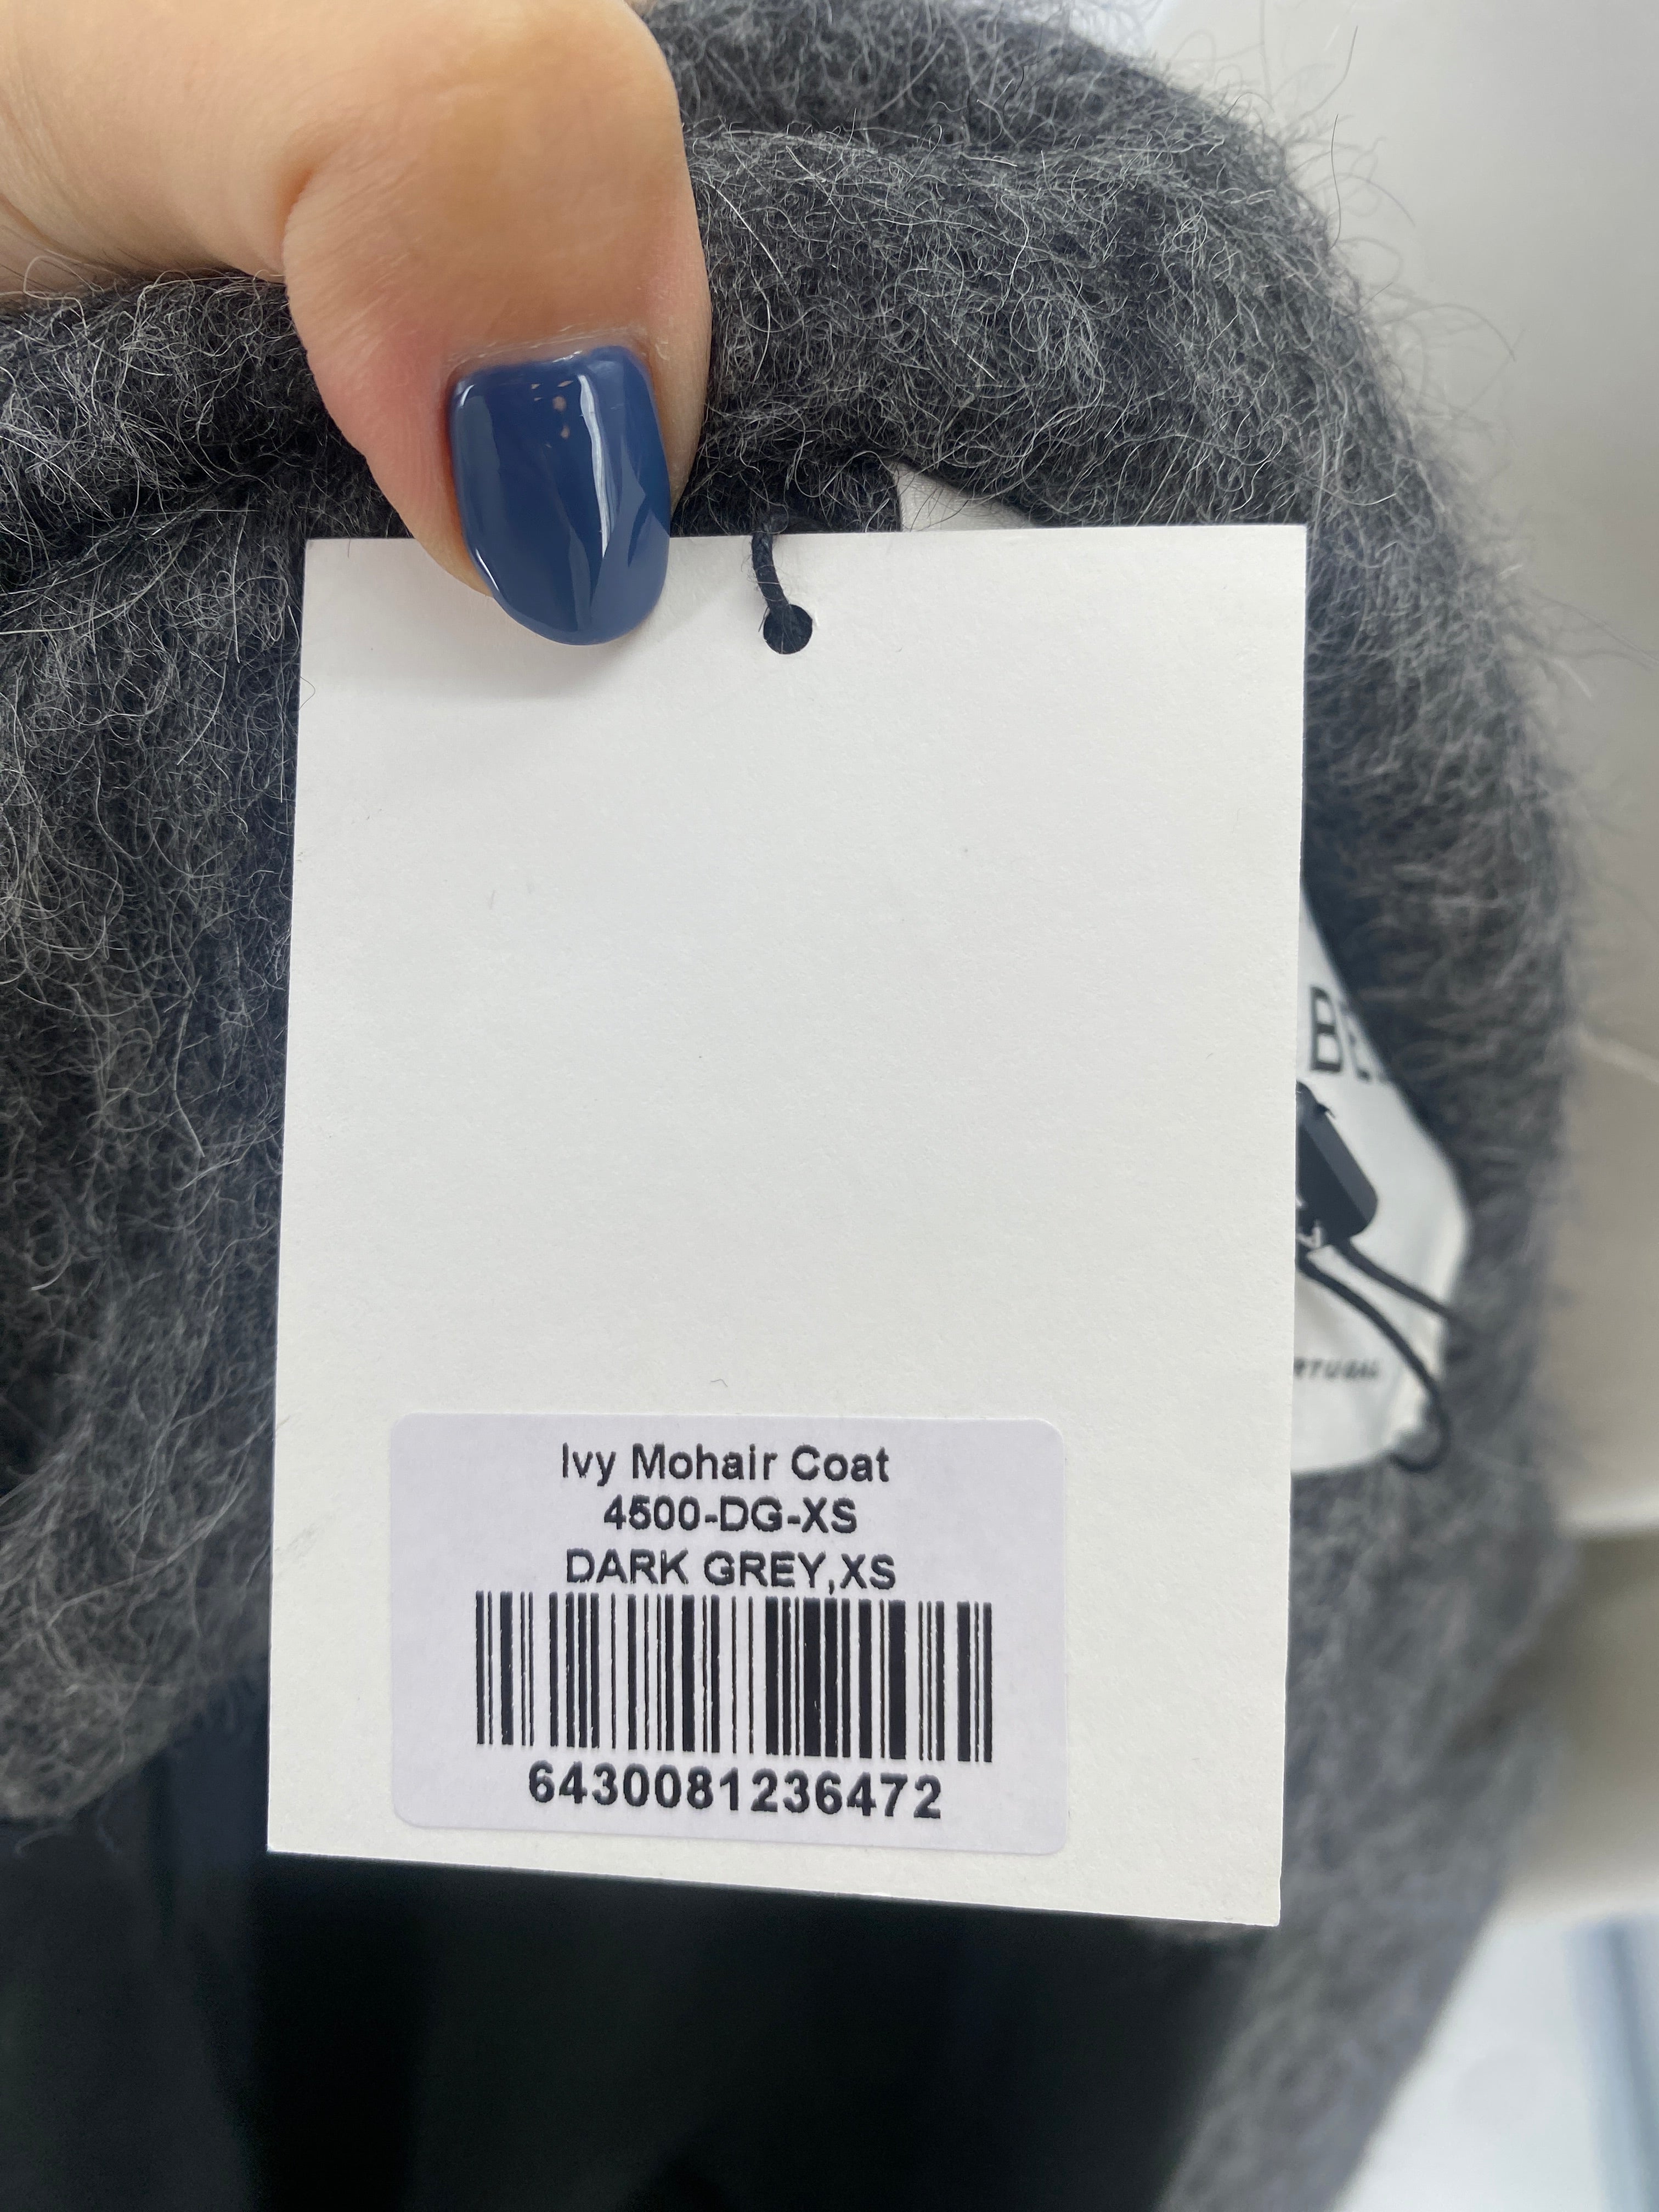 Ivy Mohair Coat
4500-DG-XS
DARK GREY,XS
6430081236472